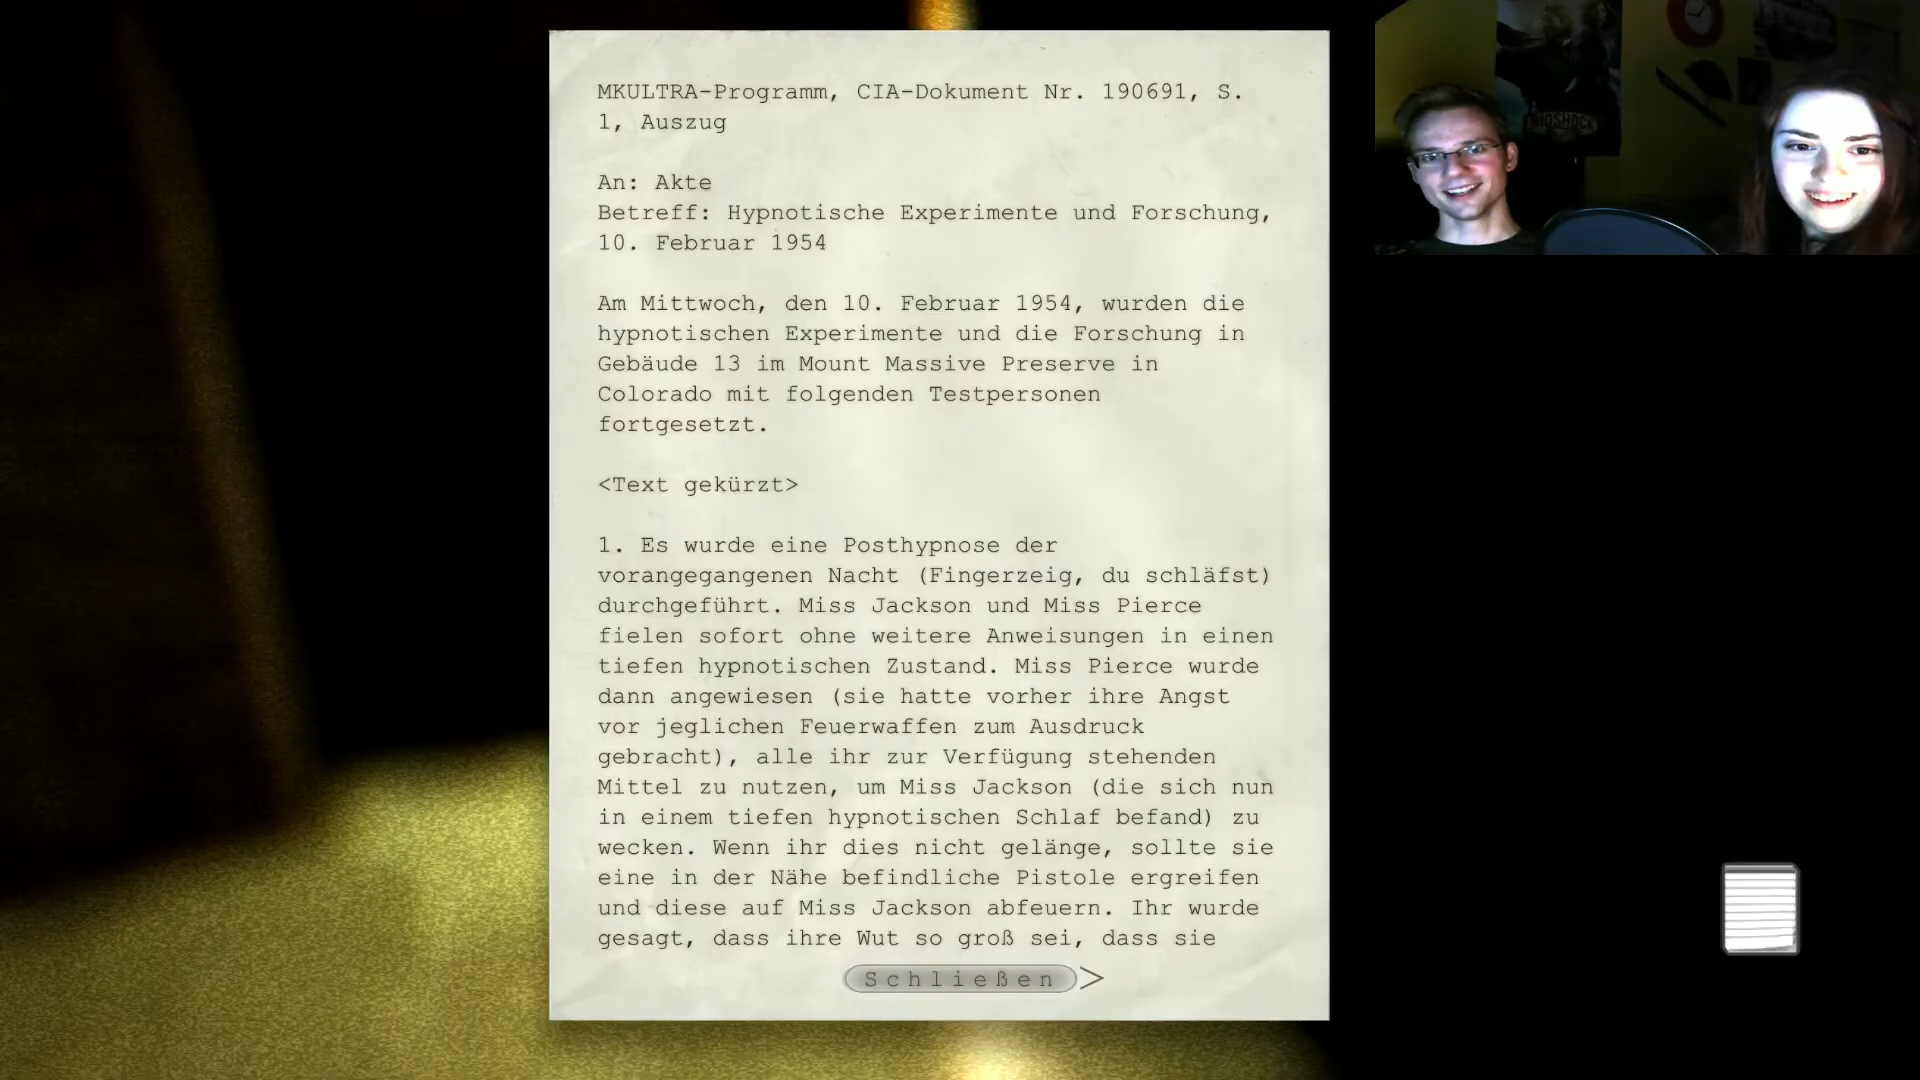 MKULTRA-Programm, CIA-Dokument Nr. 190691, S.
1, Auszug
An: Akte
Betreff: Hypnotische Experimente und Forschung,
10. Februar 1954
Am Mittwoch, den 10. Februar 1954, wurden die
hypnotischen Experimente und die Forschung in
Gebäude 13 im Mount Massive Preserve in
Colorado mit folgenden Testpersonen
fortgesetzt.
<Text gekürzt>
1. Es wurde eine Posthypnose der
vorangegangenen Nacht (Fingerzeig, du schläfst)
durchgeführt. Miss Jackson und Miss Pierce
fielen sofort ohne weitere Anweisungen in einen
tiefen hypnotischen Zustand. Miss Pierce wurde
dann angewiesen (sie hatte vorher ihre Angst
vor jeglichen Feuerwaffen zum Ausdruck
gebracht), alle ihr zur Verfügung stehenden
Mittel zu nutzen, um Miss Jackson (die sich nun
in einem tiefen hypnotischen Schlaf befand) zu
wecken. Wenn ihr dies nicht gelänge, sollte sie
eine in der Nähe befindliche Pistole ergreifen
und diese auf Miss Jackson abfeuern. Ihr wurde
gesagt, dass ihre Wut so groß sei, dass sie
Schließen >
BIOSHOCK